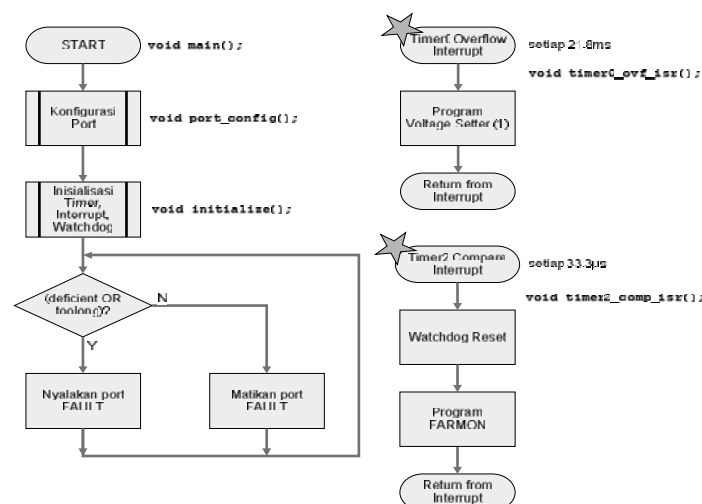 START
void main();
Konfigurasi
Port
void port_config();
Inisialisasi
Timer,
Interrupt,
Watchdog
void initialize();
(deficient OR
toolong)?
N
Y
Nyalakan port
FAULT
Matikan port
FAULT
Timer0 Overflow
Interrupt
setiap 21.8ms
void timer0_ovf_isr();
Program
Voltage Setter (1)
Return from
Interrupt
Timer2 Compare
Interrupt
setiap 33.3µs
void timer2_comp_isr();
Watchdog Reset
Program
FARMON
Return from
Interrupt